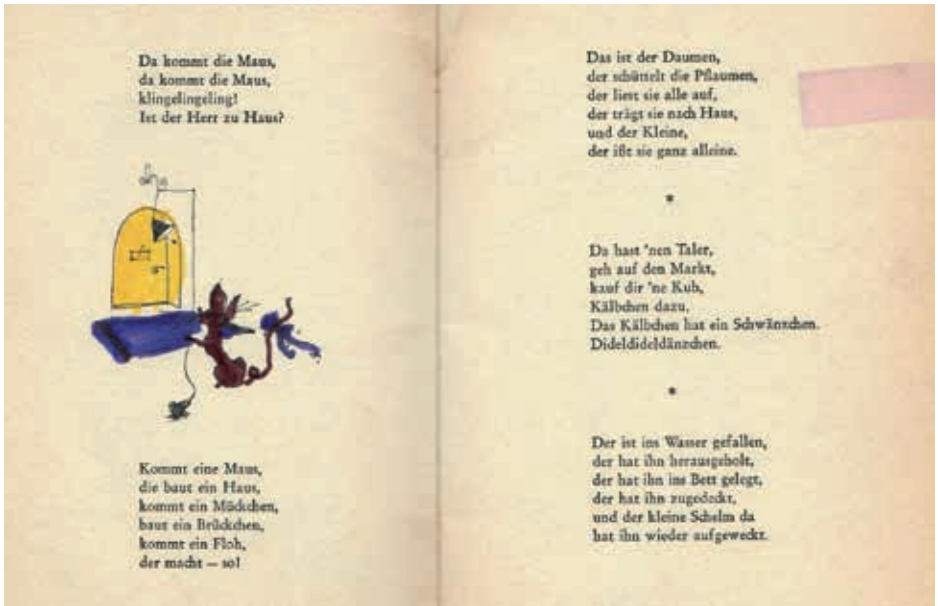 Da kommt die Maus,
da kommt die Maus,
klingelingeling!
Ist der Herr zu Haus?
Kommt eine Maus,
die baut ein Haus,
kommt ein Mückchen,
baut ein Brückchen,
kommt ein Floh,
der macht — so!
Das ist der Daumen,
der schüttelt die Pflaumen,
der liest sie alle auf,
der trägt sie nach Haus,
und der Kleine,
der ißt sie ganz alleine.
*
Da hast 'nen Taler,
geh auf den Markt,
kauf dir 'ne Kuh,
Kälbchen dazu,
Das Kälbchen hat ein Schwänzchen.
Dideldideldänzchen.
*
Der ist ins Wasser gefallen,
der hat ihn herausgeholt,
der hat ihn ins Bett gelegt,
der hat ihn zugedeckt,
und der kleine Schelm da
hat ihn wieder aufgeweckt.